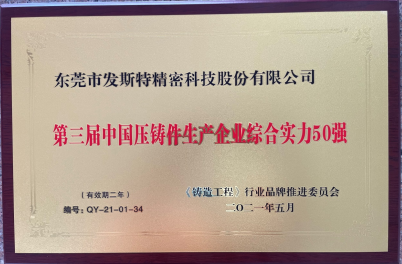 东莞市发斯特精密科技股份有限公司
第三届中国压铸件生产企业综合实力50强
（有效期二年）
编号：QY-21-01-34
《铸造工程》行业品牌推进委员会
二〇二一年五月